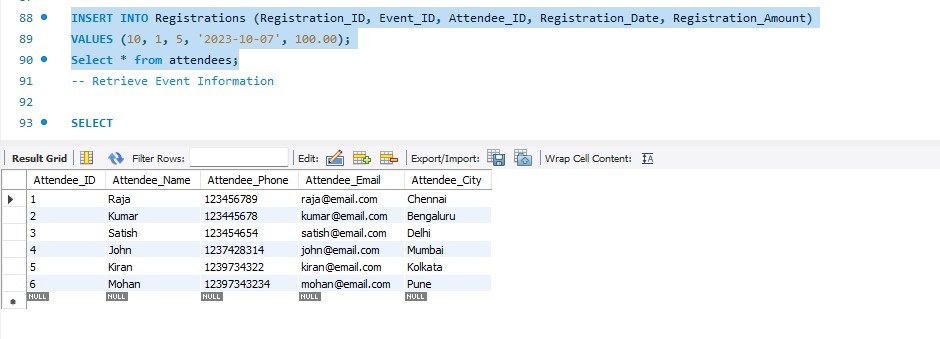 88 INSERT INTO Registrations (Registration_ID, Event_ID, Attendee_ID, Registration_Date, Registration_Amount)
89 VALUES (10, 1, 5, '2023-10-07', 100.00);
90 Select * from attendees;
91 -- Retrieve Event Information
92
93 SELECT
Result Grid Filter Rows: Edit: Export/Import: Wrap Cell Content:
Attendee_ID Attendee_Name Attendee_Phone Attendee_Email Attendee_City
1 Raja 123456789 raja@email.com Chennai
2 Kumar 123445678 kumar@email.com Bengaluru
3 Satish 123454654 satish@email.com Delhi
4 John 1237428314 john@email.com Mumbai
5 Kiran 1239734322 kiran@email.com Kolkata
6 Mohan 12397343234 mohan@email.com Pune
NULL NULL NULL NULL NULL